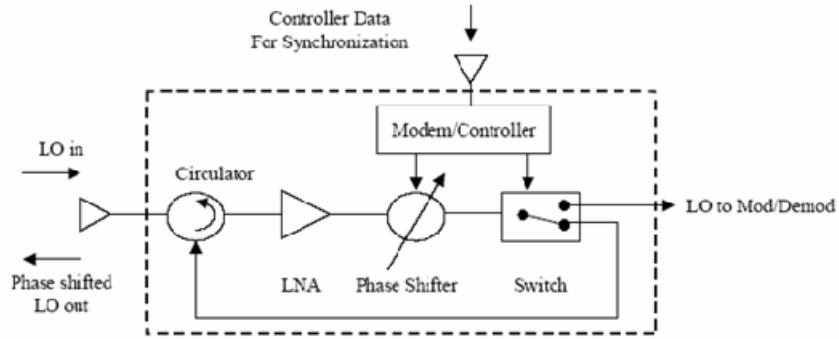 Controller Data
For Synchronization
Modem/Controller
LO in
Circulator
LO to Mod/Demod
Phase shifted
LO out
LNA
Phase Shifter
Switch